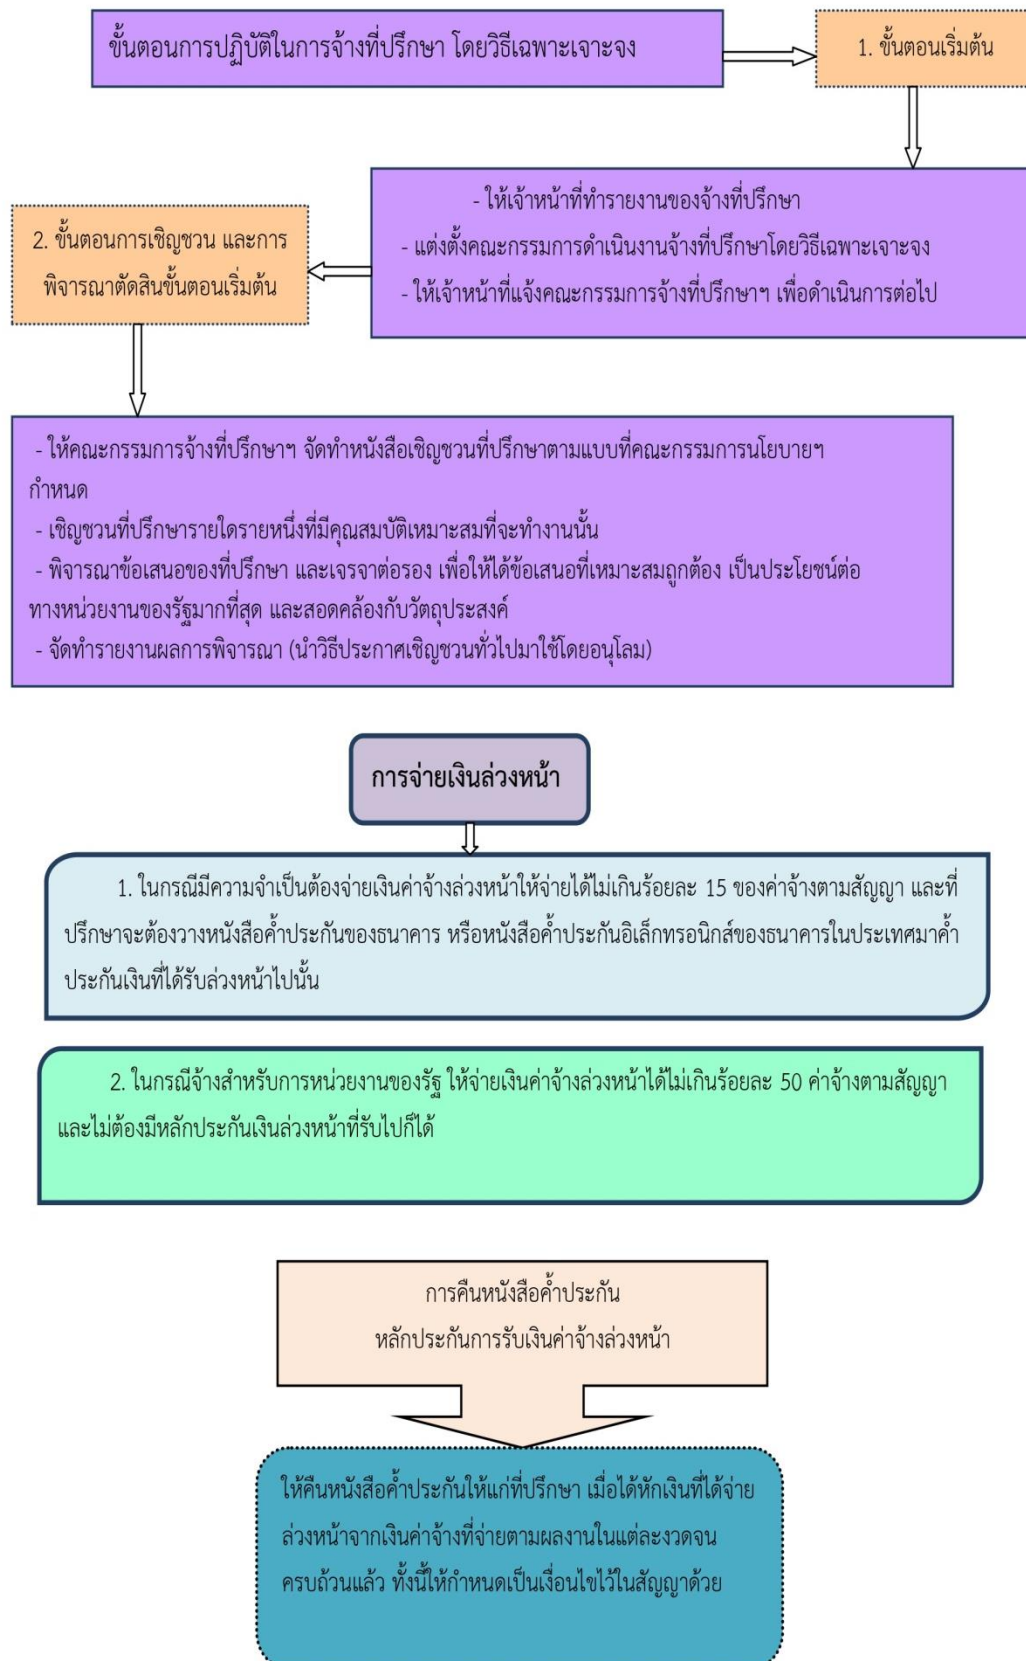 ขั้นตอนการปฏิบัติในการจ้างที่ปรึกษา โดยวิธีเฉพาะเจาะจง
1. ขั้นตอนเริ่มต้น
- ให้เจ้าหน้าที่ทำรายงานของจ้างที่ปรึกษา
- แต่งตั้งคณะกรรมการดำเนินงานจ้างที่ปรึกษาโดยวิธีเฉพาะเจาะจง
- ให้เจ้าหน้าที่แจ้งคณะกรรมการจ้างที่ปรึกษาฯ เพื่อดำเนินการต่อไป
2. ขั้นตอนการเชิญชวน และการ
พิจารณาตัดสินขั้นตอนเริ่มต้น
- ให้คณะกรรมการจ้างที่ปรึกษาฯ จัดทำหนังสือเชิญชวนที่ปรึกษาตามแบบที่คณะกรรมการนโยบายฯ
กำหนด
- เชิญชวนที่ปรึกษารายใดรายหนึ่งที่มีคุณสมบัติเหมาะสมที่จะทำงานนั้น
- พิจารณาข้อเสนอของที่ปรึกษา และเจรจาต่อรอง เพื่อให้ได้ข้อเสนอที่เหมาะสมถูกต้อง เป็นประโยชน์ต่อ
ทางหน่วยงานของรัฐมากที่สุด และสอดคล้องกับวัตถุประสงค์
- จัดทำรายงานผลการพิจารณา (นำวิธีประกาศเชิญชวนทั่วไปมาใช้โดยอนุโลม)
การจ่ายเงินล่วงหน้า
1. ในกรณีมีความจำเป็นต้องจ่ายเงินค่าจ้างล่วงหน้าให้จ่ายได้ไม่เกินร้อยละ 15 ของค่าจ้างตามสัญญา และที่
ปรึกษาจะต้องวางหนังสือค้ำประกันของธนาคาร หรือหนังสือค้ำประกันอิเล็กทรอนิกส์ของธนาคารในประเทศมาค้ำ
ประกันเงินที่ได้รับล่วงหน้าไปนั้น
2. ในกรณีจ้างสำหรับการหน่วยงานของรัฐ ให้จ่ายเงินค่าจ้างล่วงหน้าได้ไม่เกินร้อยละ 50 ค่าจ้างตามสัญญา
และไม่ต้องมีหลักประกันเงินล่วงหน้าที่รับไปก็ได้
การคืนหนังสือค้ำประกัน
หลักประกันการรับเงินค่าจ้างล่วงหน้า
ให้คืนหนังสือค้ำประกันให้แก่ที่ปรึกษา เมื่อได้หักเงินที่ได้จ่าย
ล่วงหน้าจากเงินค่าจ้างที่จ่ายตามผลงานในแต่ละงวดจน
ครบถ้วนแล้ว ทั้งนี้ให้กำหนดเป็นเงื่อนไขไว้ในสัญญาด้วย